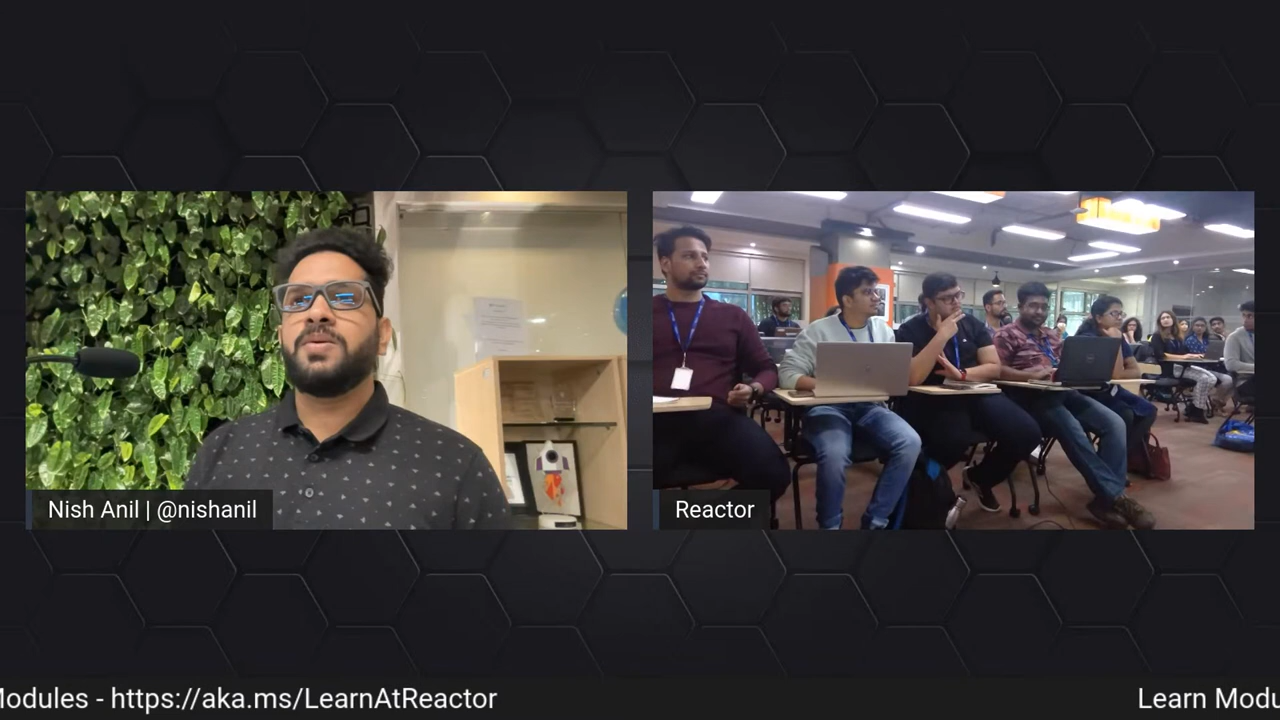 Nish Anil | @nishanil
Reactor
Modules - https://aka.ms/LearnAtReactor
Learn Modu